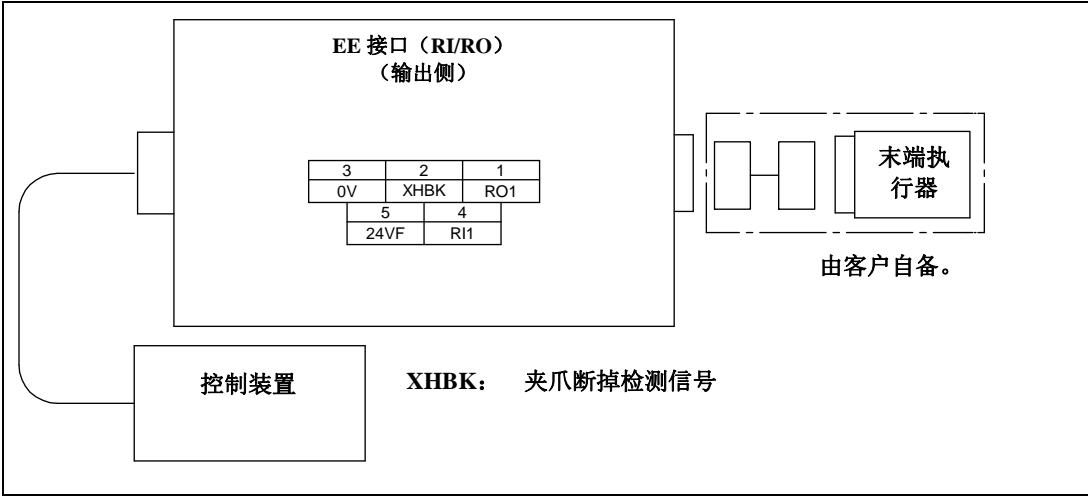 EE 接口（RI/RO）
（输出侧）
3 2 1
0V XHBK RO1
5 4
24VF RI1
末端执
行器
由客户自备。
控制装置
XHBK： 夹爪断掉检测信号